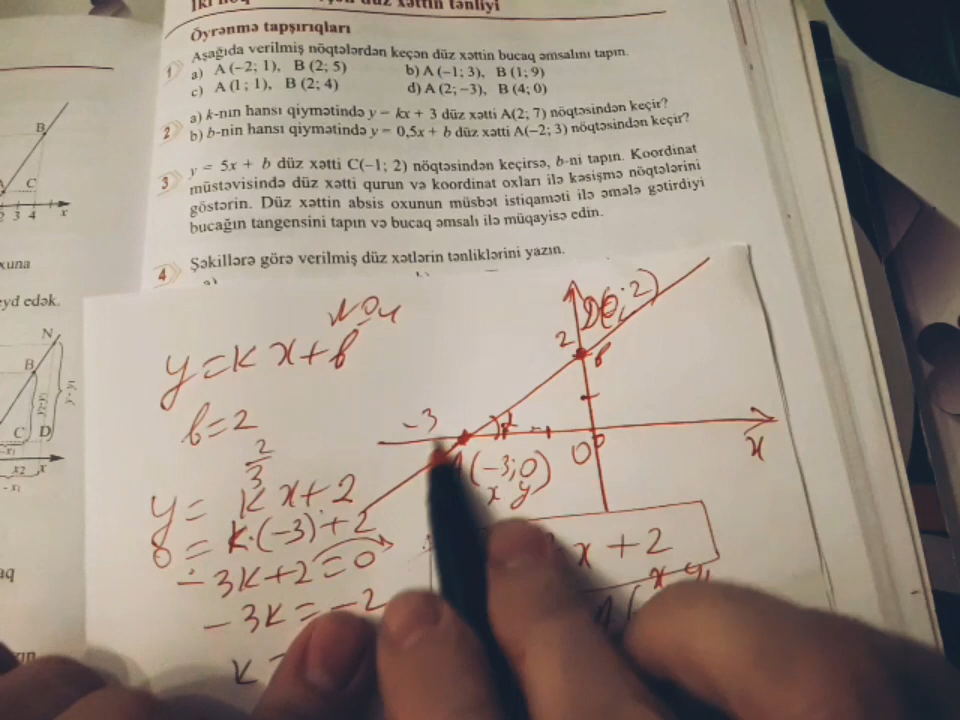 düz xəttin tənliyi
Öyrənmə tapşırıqları
1 Aşağıda verilmiş nöqtələrdən keçən düz xəttin bucaq əmsalını tapın.
a) A (−2; 1), B (2; 5) b) A (−1; 3), B (1; 9)
c) A (1; 1), B (2; 4) d) A (2; −3), B (4; 0)
2 a) k-nın hansı qiymətində y = kx + 3 düz xətti A(2; 7) nöqtəsindən keçir?
b) b-nin hansı qiymətində y = 0,5x + b düz xətti A(−2; 3) nöqtəsindən keçir?
3 y = 5x + b düz xətti C(−1; 2) nöqtəsindən keçirsə, b-ni tapın. Koordinat
müstəvisində düz xətti qurun və koordinat oxları ilə kəsişmə nöqtələrini
göstərin. Düz xəttin absis oxunun müsbət istiqaməti ilə əmələ gətirdiyi
bucağın tangensini tapın və bucaq əmsalı ilə müqayisə edin.
4 Şəkillərə görə verilmiş düz xətlərin tənliklərini yazın.
a)
B
C
2 3 4 x
eyd edək.
N
B
C D
x₂ x
y = kx + b
b = 2
2/3
y = kx + 2
0 = k·(−3) + 2
−3k + 2 = 0
−3k = −2
k =
; 2)
2
b
−3
(−3; 0)
x y
0
x
x + 2